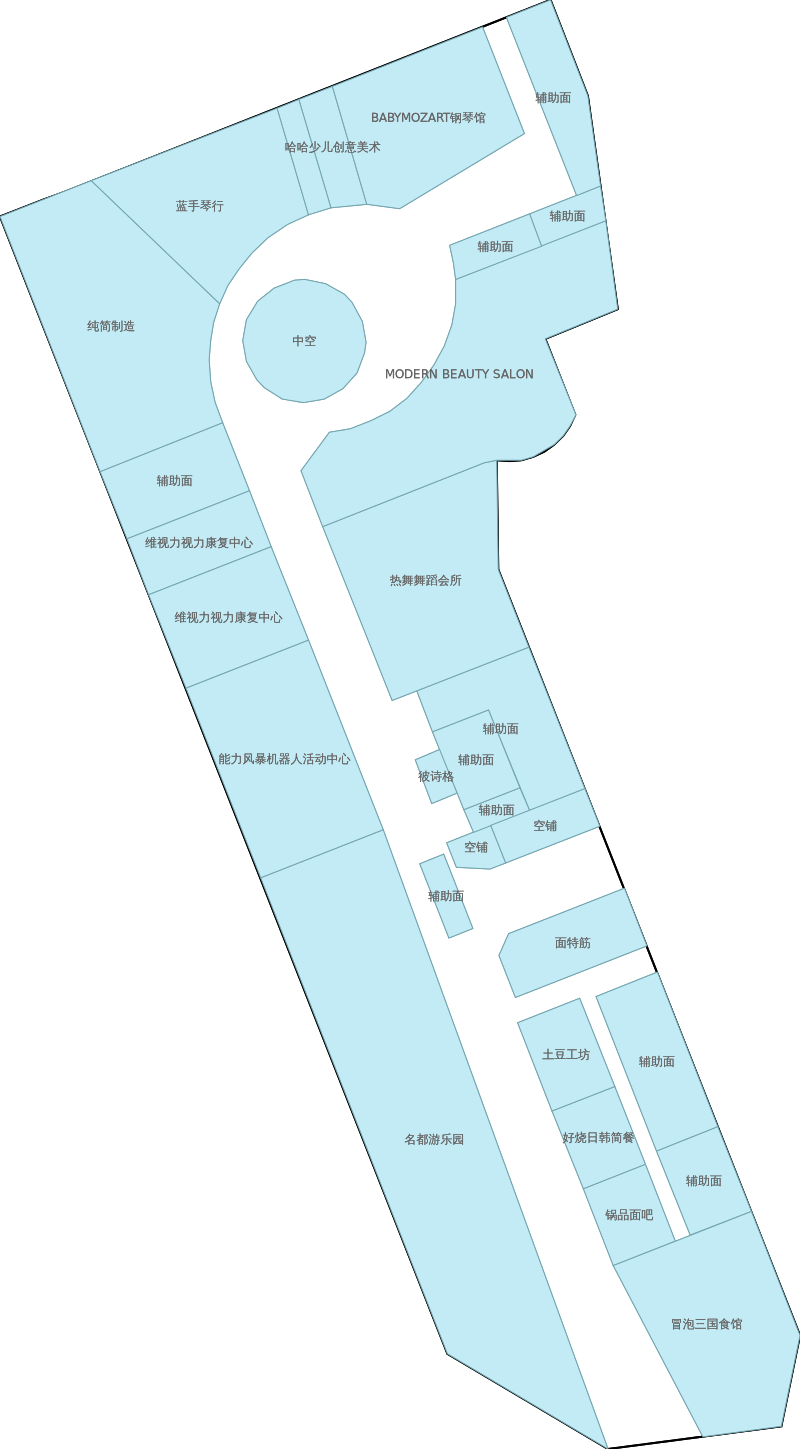 辅助面
BABYMOZART钢琴馆
哈哈少儿创意美术
蓝手琴行
辅助面
辅助面
纯简制造
中空
MODERN BEAUTY SALON
辅助面
维视力视力康复中心
热舞舞蹈会所
维视力视力康复中心
辅助面
能力风暴机器人活动中心
辅助面
彼诗格
辅助面
空铺
空铺
辅助面
面特筋
土豆工坊
辅助面
好烧日韩简餐
名都游乐园
辅助面
锅品面吧
冒泡三国食馆